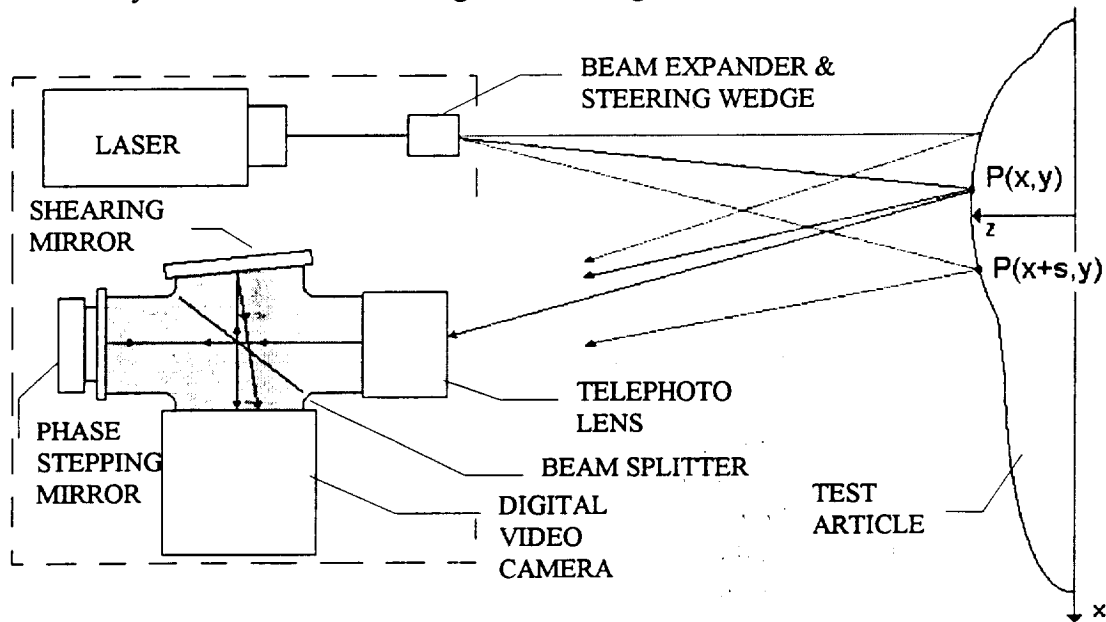 BEAM EXPANDER &
STEERING WEDGE
LASER
P(x,y)
SHEARING
MIRROR
z
P(x+s,y)
TELEPHOTO
LENS
PHASE
STEPPING
MIRROR
BEAM SPLITTER
DIGITAL
VIDEO
CAMERA
TEST
ARTICLE
x